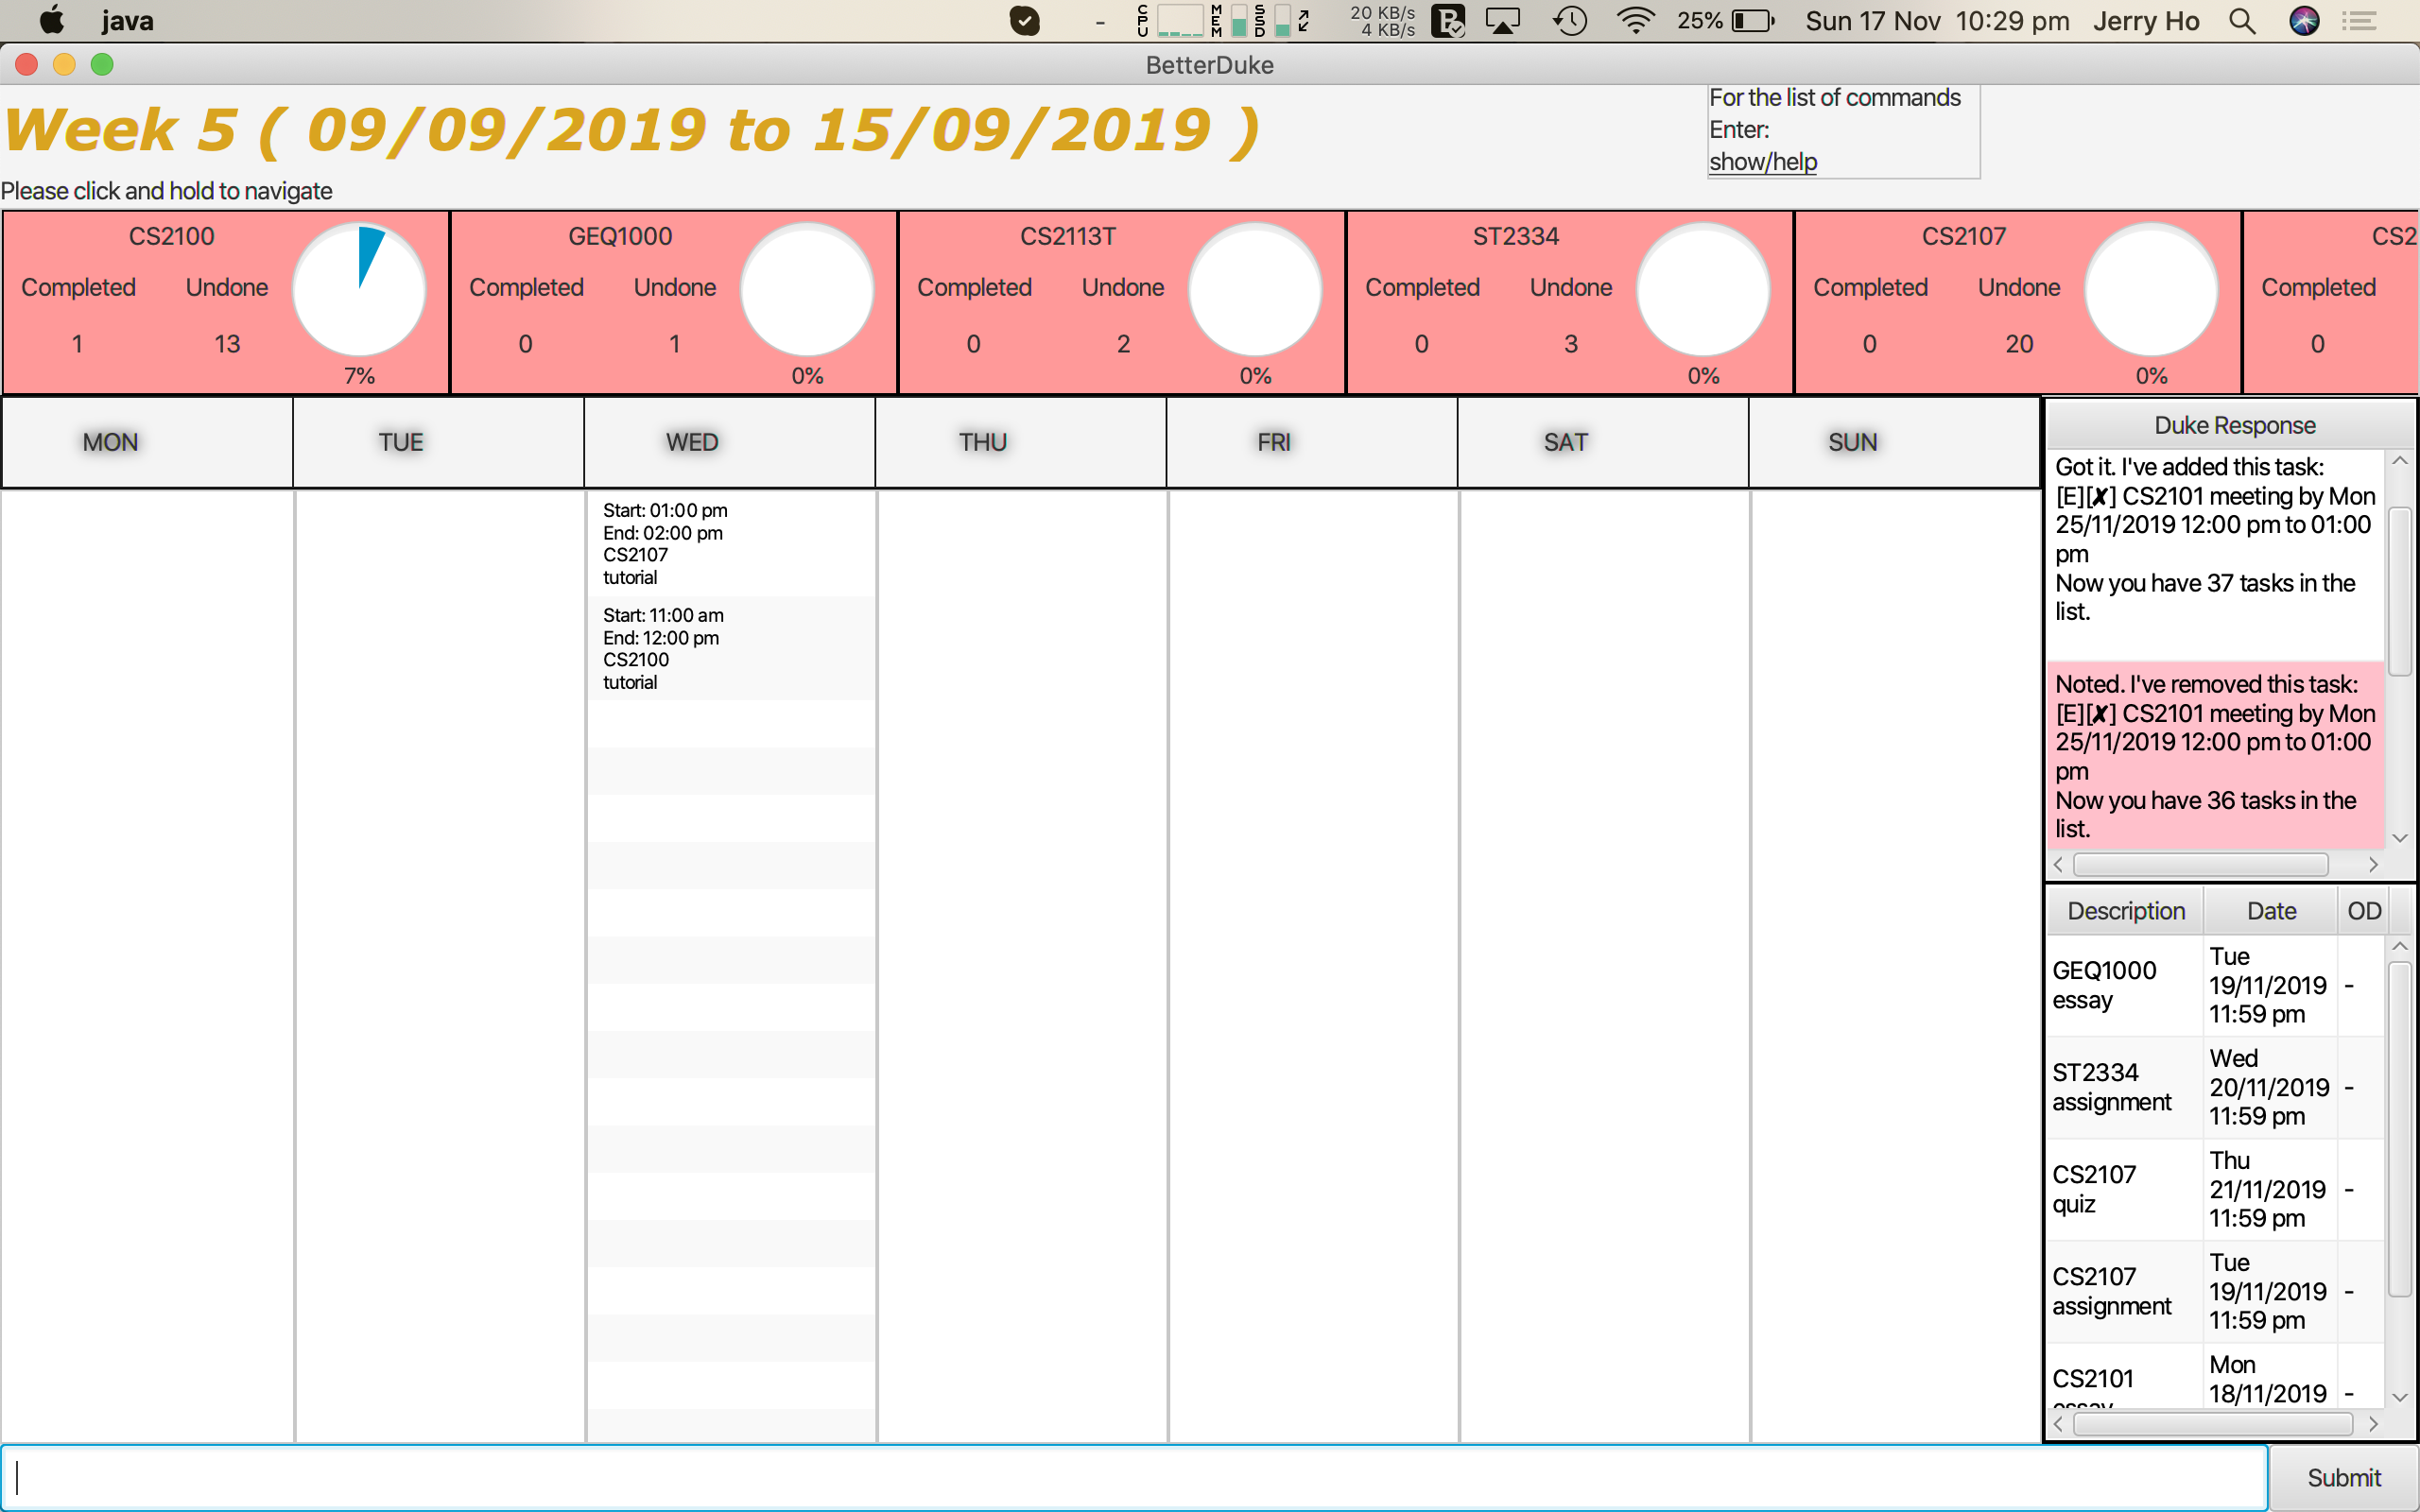 java
-
CPU
MEM
SSD
20 KB/s
4 KB/s
25%
Sun 17 Nov 10:29 pm
Jerry Ho
BetterDuke
Week 5 ( 09/09/2019 to 15/09/2019 )
For the list of commands
Enter:
show/help
Please click and hold to navigate
CS2100
Completed Undone
1 13
7%
GEQ1000
Completed Undone
0 1
0%
CS2113T
Completed Undone
0 2
0%
ST2334
Completed Undone
0 3
0%
CS2107
Completed Undone
0 20
0%
CS2
Completed
0
MON TUE WED THU FRI SAT SUN
Start: 01:00 pm
End: 02:00 pm
CS2107
tutorial
Start: 11:00 am
End: 12:00 pm
CS2100
tutorial
Duke Response
Got it. I've added this task:
[E][✘] CS2101 meeting by Mon
25/11/2019 12:00 pm to 01:00
pm
Now you have 37 tasks in the
list.
Noted. I've removed this task:
[E][✘] CS2101 meeting by Mon
25/11/2019 12:00 pm to 01:00
pm
Now you have 36 tasks in the
list.
Description Date OD
GEQ1000
essay
Tue
19/11/2019
11:59 pm
-
ST2334
assignment
Wed
20/11/2019
11:59 pm
-
CS2107
quiz
Thu
21/11/2019
11:59 pm
-
CS2107
assignment
Tue
19/11/2019
11:59 pm
-
CS2101
essay
Mon
18/11/2019
-
Submit